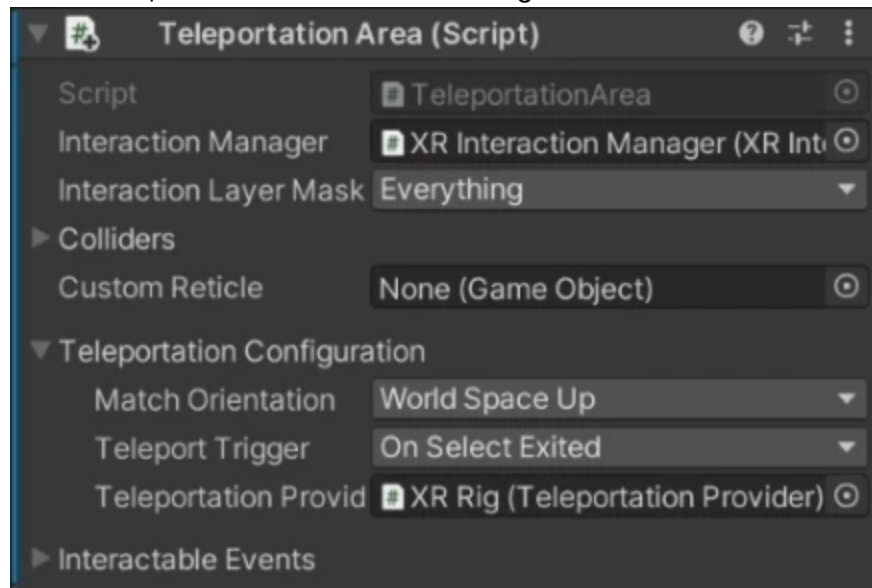 Teleportation Area (Script)
Script TeleportationArea
Interaction Manager XR Interaction Manager (XR Int
Interaction Layer Mask Everything
Colliders
Custom Reticle None (Game Object)
Teleportation Configuration
Match Orientation World Space Up
Teleport Trigger On Select Exited
Teleportation Provid XR Rig (Teleportation Provider)
Interactable Events